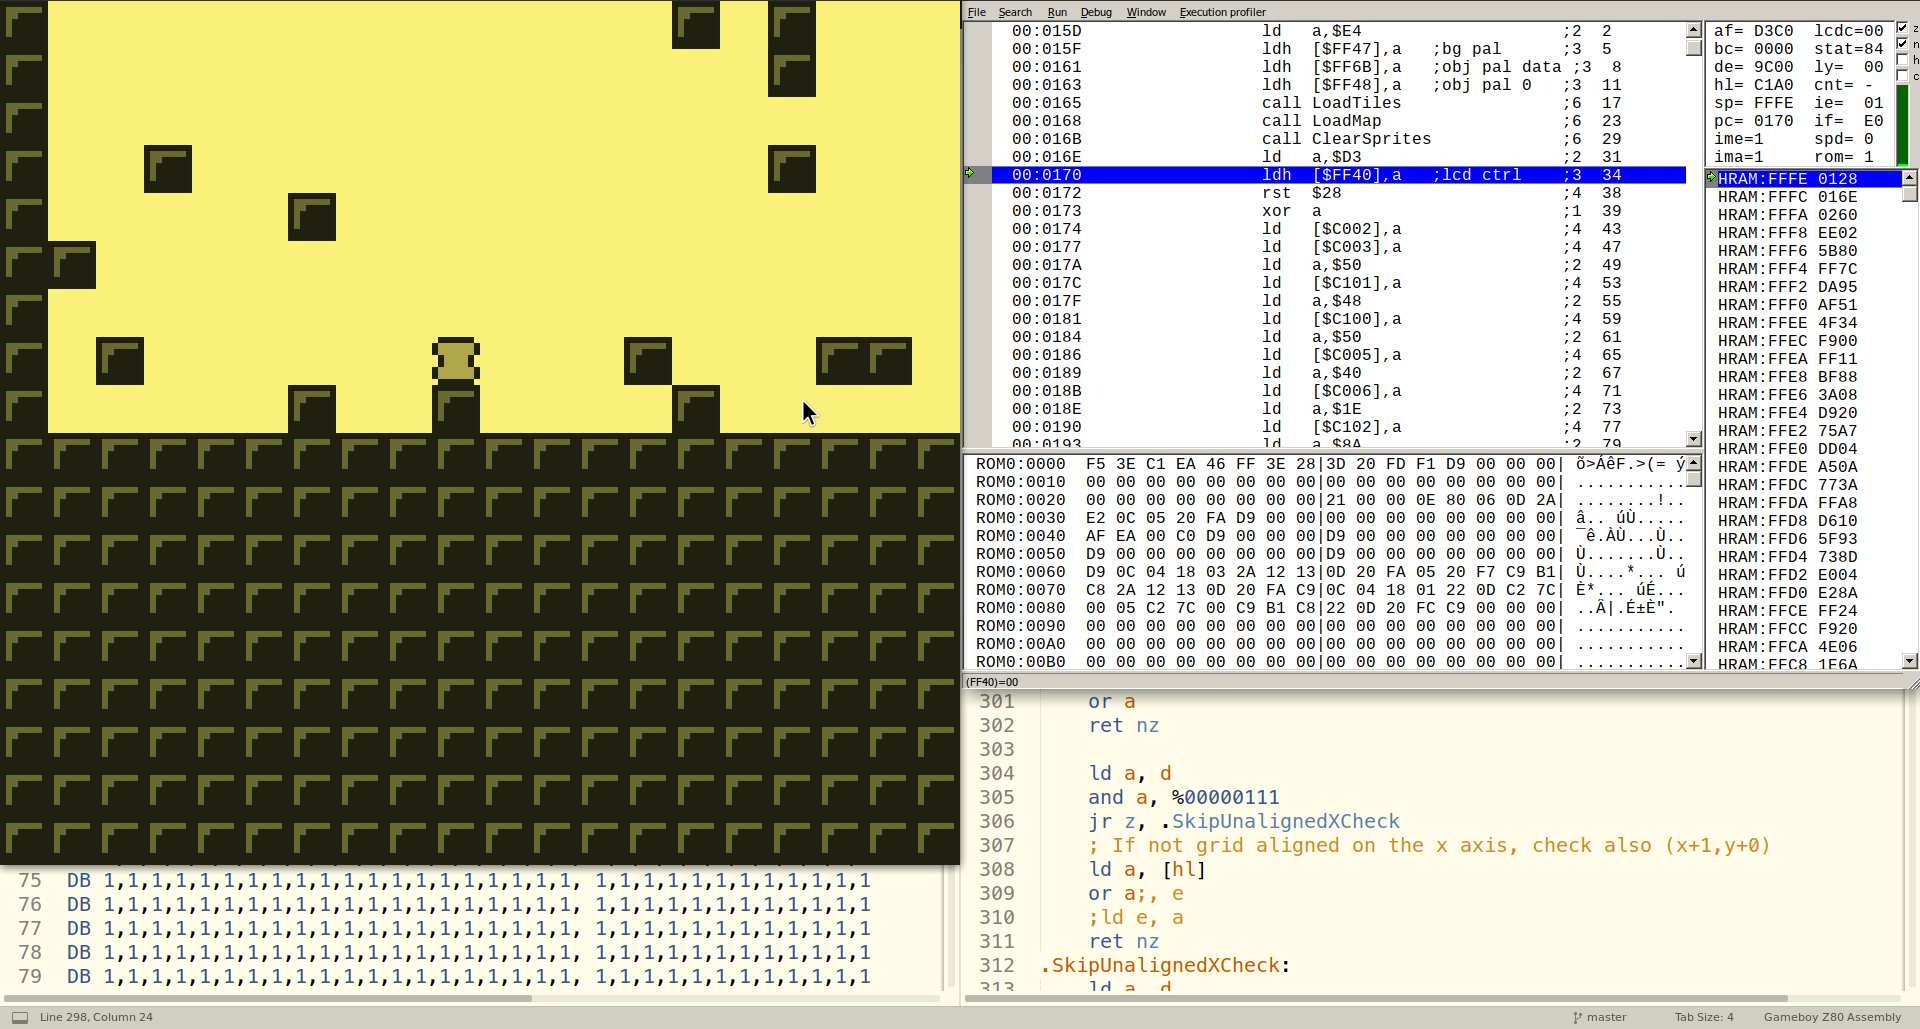 File Search Run Debug Window Execution profiler
00:015D ld a,$E4 ;2 2
00:015F ldh [$FF47],a ;bg pal ;3 5
00:0161 ldh [$FF6B],a ;obj pal data ;3 8
00:0163 ldh [$FF48],a ;obj pal 0 ;3 11
00:0165 call LoadTiles ;6 17
00:0168 call LoadMap ;6 23
00:016B call ClearSprites ;6 29
00:016E ld a,$D3 ;2 31
00:0170 ldh [$FF40],a ;lcd ctrl ;3 34
00:0172 rst $28 ;4 38
00:0173 xor a ;1 39
00:0174 ld [$C002],a ;4 43
00:0177 ld [$C003],a ;4 47
00:017A ld a,$50 ;2 49
00:017C ld [$C101],a ;4 53
00:017F ld a,$48 ;2 55
00:0181 ld [$C100],a ;4 59
00:0184 ld a,$50 ;2 61
00:0186 ld [$C005],a ;4 65
00:0189 ld a,$40 ;2 67
00:018B ld [$C006],a ;4 71
00:018E ld a,$1E ;2 73
00:0190 ld [$C102],a ;4 77
00:0193 ld a,$8A ;2 79
af= D3C0 lcdc=00
bc= 0000 stat=84
de= 9C00 ly= 00
hl= C1A0 cnt= -
sp= FFFE ie= 01
pc= 0170 if= E0
ime=1 spd= 0
ima=1 rom= 1
z
n
h
c
HRAM:FFFE 0128
HRAM:FFFC 016E
HRAM:FFFA 0260
HRAM:FFF8 EE02
HRAM:FFF6 5B80
HRAM:FFF4 FF7C
HRAM:FFF2 DA95
HRAM:FFF0 AF51
HRAM:FFEE 4F34
HRAM:FFEC F900
HRAM:FFEA FF11
HRAM:FFE8 BF88
HRAM:FFE6 3A08
HRAM:FFE4 D920
HRAM:FFE2 75A7
HRAM:FFE0 DD04
HRAM:FFDE A50A
HRAM:FFDC 773A
HRAM:FFDA FFA8
HRAM:FFD8 D610
HRAM:FFD6 5F93
HRAM:FFD4 738D
HRAM:FFD2 E004
HRAM:FFD0 E28A
HRAM:FFCE FF24
HRAM:FFCC F920
HRAM:FFCA 4E06
HRAM:FFC8 1E6A
ROM0:0000 F5 3E C1 EA 46 FF 3E 28|3D 20 FD F1 D9 00 00 00| õ>ÁêF.>(= ý
ROM0:0010 00 00 00 00 00 00 00 00|00 00 00 00 00 00 00 00| ...........
ROM0:0020 00 00 00 00 00 00 00 00|21 00 00 0E 80 06 0D 2A| ........!..
ROM0:0030 E2 0C 05 20 FA D9 00 00|00 00 00 00 00 00 00 00| â.. úÙ.....
ROM0:0040 AF EA 00 C0 D9 00 00 00|D9 00 00 00 00 00 00 00| ¯ê.ÀÙ...Ù..
ROM0:0050 D9 00 00 00 00 00 00 00|D9 00 00 00 00 00 00 00| Ù.......Ù..
ROM0:0060 D9 0C 04 18 03 2A 12 13|0D 20 FA 05 20 F7 C9 B1| Ù....*... ú
ROM0:0070 C8 2A 12 13 0D 20 FA C9|0C 04 18 01 22 0D C2 7C| È*... úÉ...
ROM0:0080 00 05 C2 7C 00 C9 B1 C8|22 0D 20 FC C9 00 00 00| ..Â|.É±È".
ROM0:0090 00 00 00 00 00 00 00 00|00 00 00 00 00 00 00 00| ...........
ROM0:00A0 00 00 00 00 00 00 00 00|00 00 00 00 00 00 00 00| ...........
ROM0:00B0 00 00 00 00 00 00 00 00|00 00 00 00 00 00 00 00| ...........
(FF40)=00
301 or a
302 ret nz
303
304 ld a, d
305 and a, %00000111
306 jr z, .SkipUnalignedXCheck
307 ; If not grid aligned on the x axis, check also (x+1,y+0)
308 ld a, [hl]
309 or a;, e
310 ;ld e, a
311 ret nz
312 .SkipUnalignedXCheck:
313 ld a, d
75 DB 1,1,1,1,1,1,1,1,1,1,1,1,1,1,1,1,1,1,1,1, 1,1,1,1,1,1,1,1,1,1,1,1
76 DB 1,1,1,1,1,1,1,1,1,1,1,1,1,1,1,1,1,1,1,1, 1,1,1,1,1,1,1,1,1,1,1,1
77 DB 1,1,1,1,1,1,1,1,1,1,1,1,1,1,1,1,1,1,1,1, 1,1,1,1,1,1,1,1,1,1,1,1
78 DB 1,1,1,1,1,1,1,1,1,1,1,1,1,1,1,1,1,1,1,1, 1,1,1,1,1,1,1,1,1,1,1,1
79 DB 1,1,1,1,1,1,1,1,1,1,1,1,1,1,1,1,1,1,1,1, 1,1,1,1,1,1,1,1,1,1,1,1
Line 298, Column 24
master Tab Size: 4 Gameboy Z80 Assembly